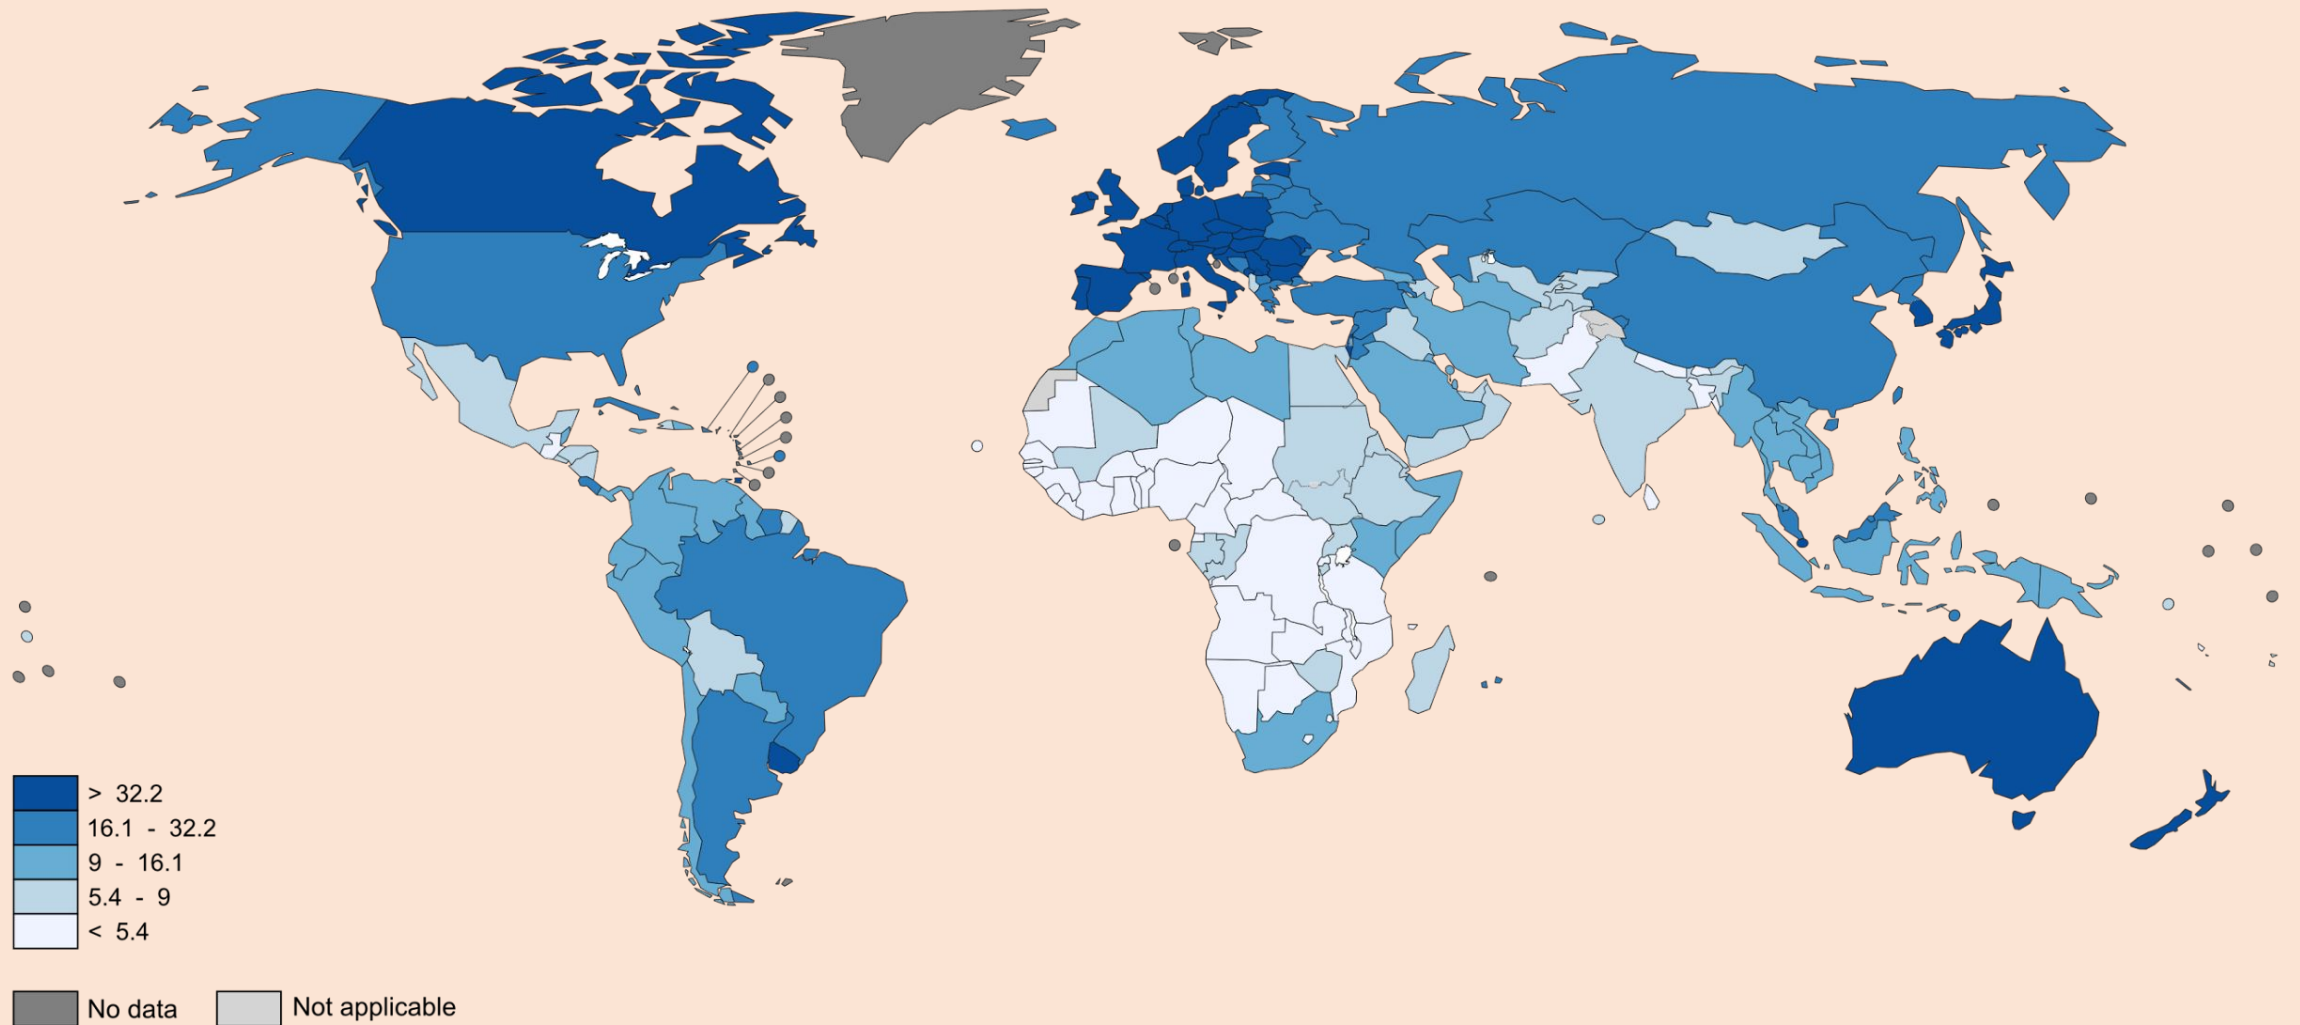 > 32.2
16.1 - 32.2
9 - 16.1
5.4 - 9
< 5.4
No data
Not applicable